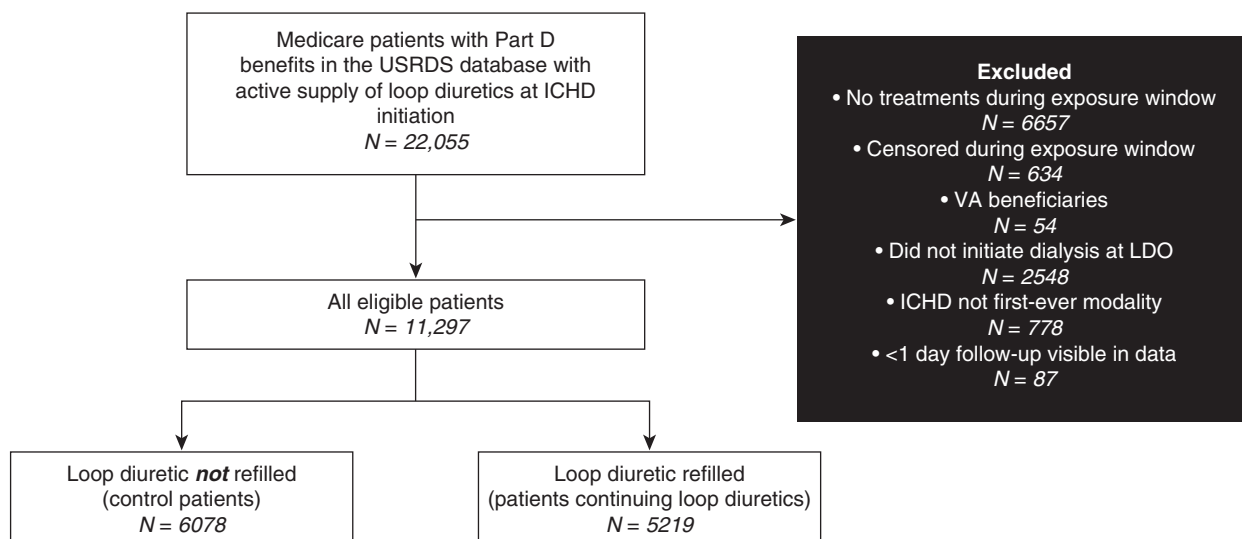 Medicare patients with Part D
benefits in the USRDS database with
active supply of loop diuretics at ICHD
initiation
N = 22,055
Excluded
• No treatments during exposure window
N = 6657
• Censored during exposure window
N = 634
• VA beneficiaries
N = 54
• Did not initiate dialysis at LDO
N = 2548
• ICHD not first-ever modality
N = 778
• <1 day follow-up visible in data
N = 87
All eligible patients
N = 11,297
Loop diuretic not refilled
(control patients)
N = 6078
Loop diuretic refilled
(patients continuing loop diuretics)
N = 5219